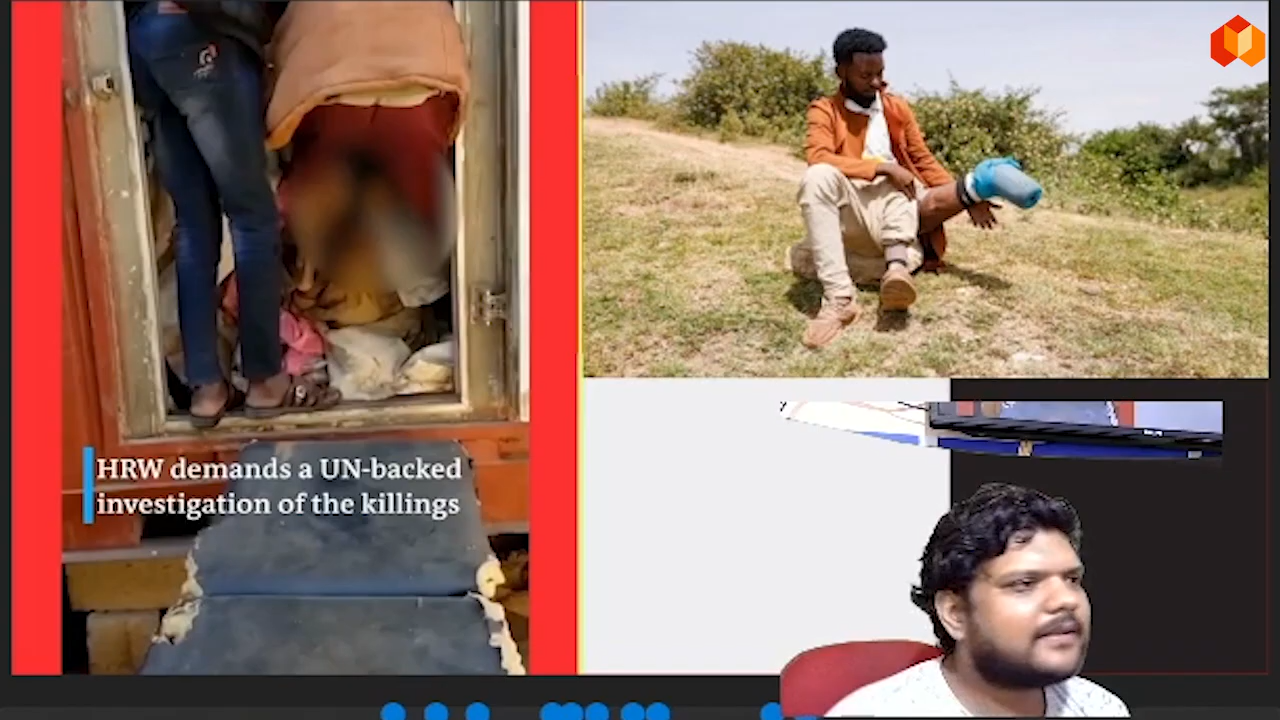 HRW demands a UN-backed
investigation of the killings